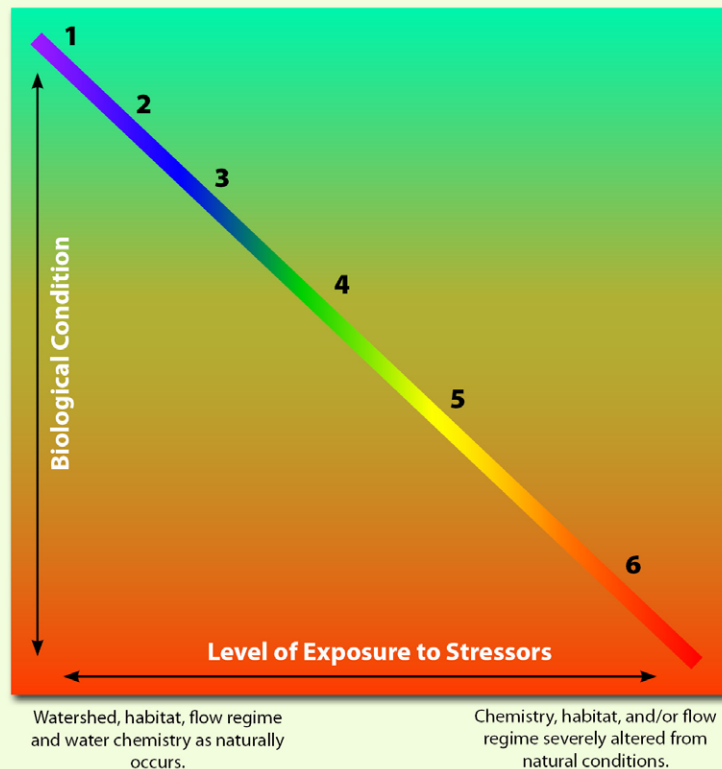 1
2
3
4
5
6
Biological Condition
Level of Exposure to Stressors
Watershed, habitat, flow regime
and water chemistry as naturally
occurs.
Chemistry, habitat, and/or flow
regime severely altered from
natural conditions.